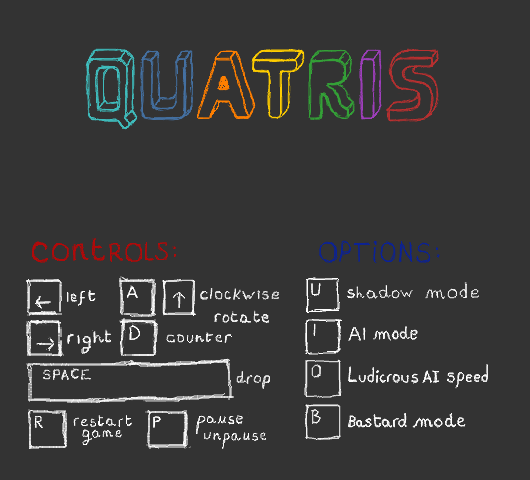 QUATRIS
CONTROLS:
← left A ↑ clockwise
rotate
→ right D counter
SPACE drop
R restart
game
P pause
unpause
OPTIONS:
U shadow mode
I AI mode
O Ludicrous AI speed
B Bastard mode